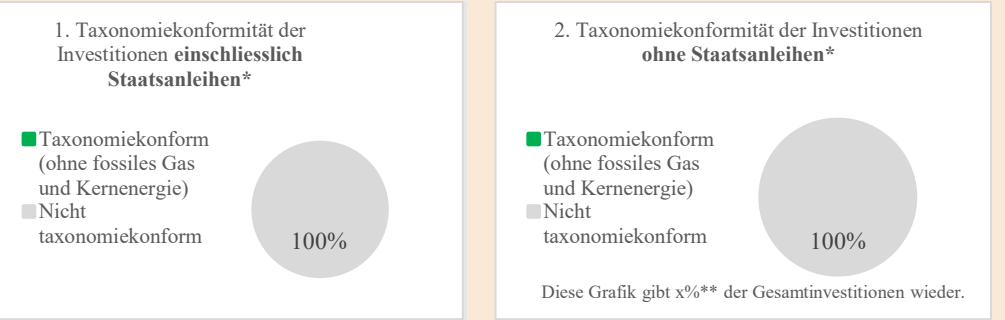 1. Taxonomiekonformität der
Investitionen einschliesslich
Staatsanleihen*
Taxonomiekonform
(ohne fossiles Gas
und Kernenergie)
Nicht
taxonomiekonform
100%
2. Taxonomiekonformität der Investitionen
ohne Staatsanleihen*
Taxonomiekonform
(ohne fossiles Gas
und Kernenergie)
Nicht
taxonomiekonform
100%
Diese Grafik gibt x%** der Gesamtinvestitionen wieder.